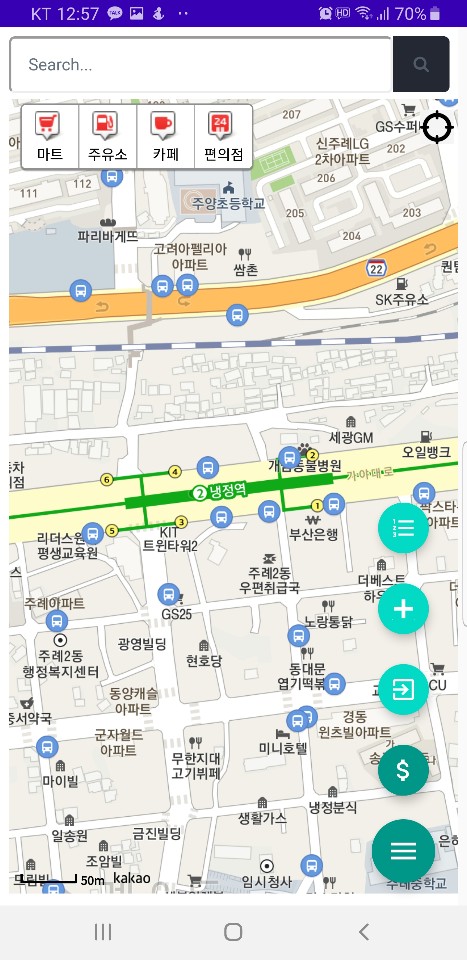 KT 12:57
HD
70%
Search...
마트
주유소
카페
24
편의점
207
GS수퍼
신주례LG
2차아파트
206
111
112
주양초등학교
205
203
204
파리바게뜨
고려아펠리아
아파트
쌈촌
22
SK주유소
세광GM
오일뱅크
개금동물병원
2
4
6
가야대로
2 냉정역
1
3
5
KIT
트윈타워2
부산은행
리더스원
평생교육원
주례2동
우편취급국
더베스트
GS25
노랑통닭
주례아파트
주례2동
행정복지센터
광영빌딩
현호당
동대문
엽기떡볶
CU
동양캐슬
아파트
군자월드
아파트
경동
윈츠빌아파트
미니호텔
무한지대
고기뷔페
마이빌
냉정분식
생활가스
일송원
금진빌딩
조암빌
임시청사
50m
kakao